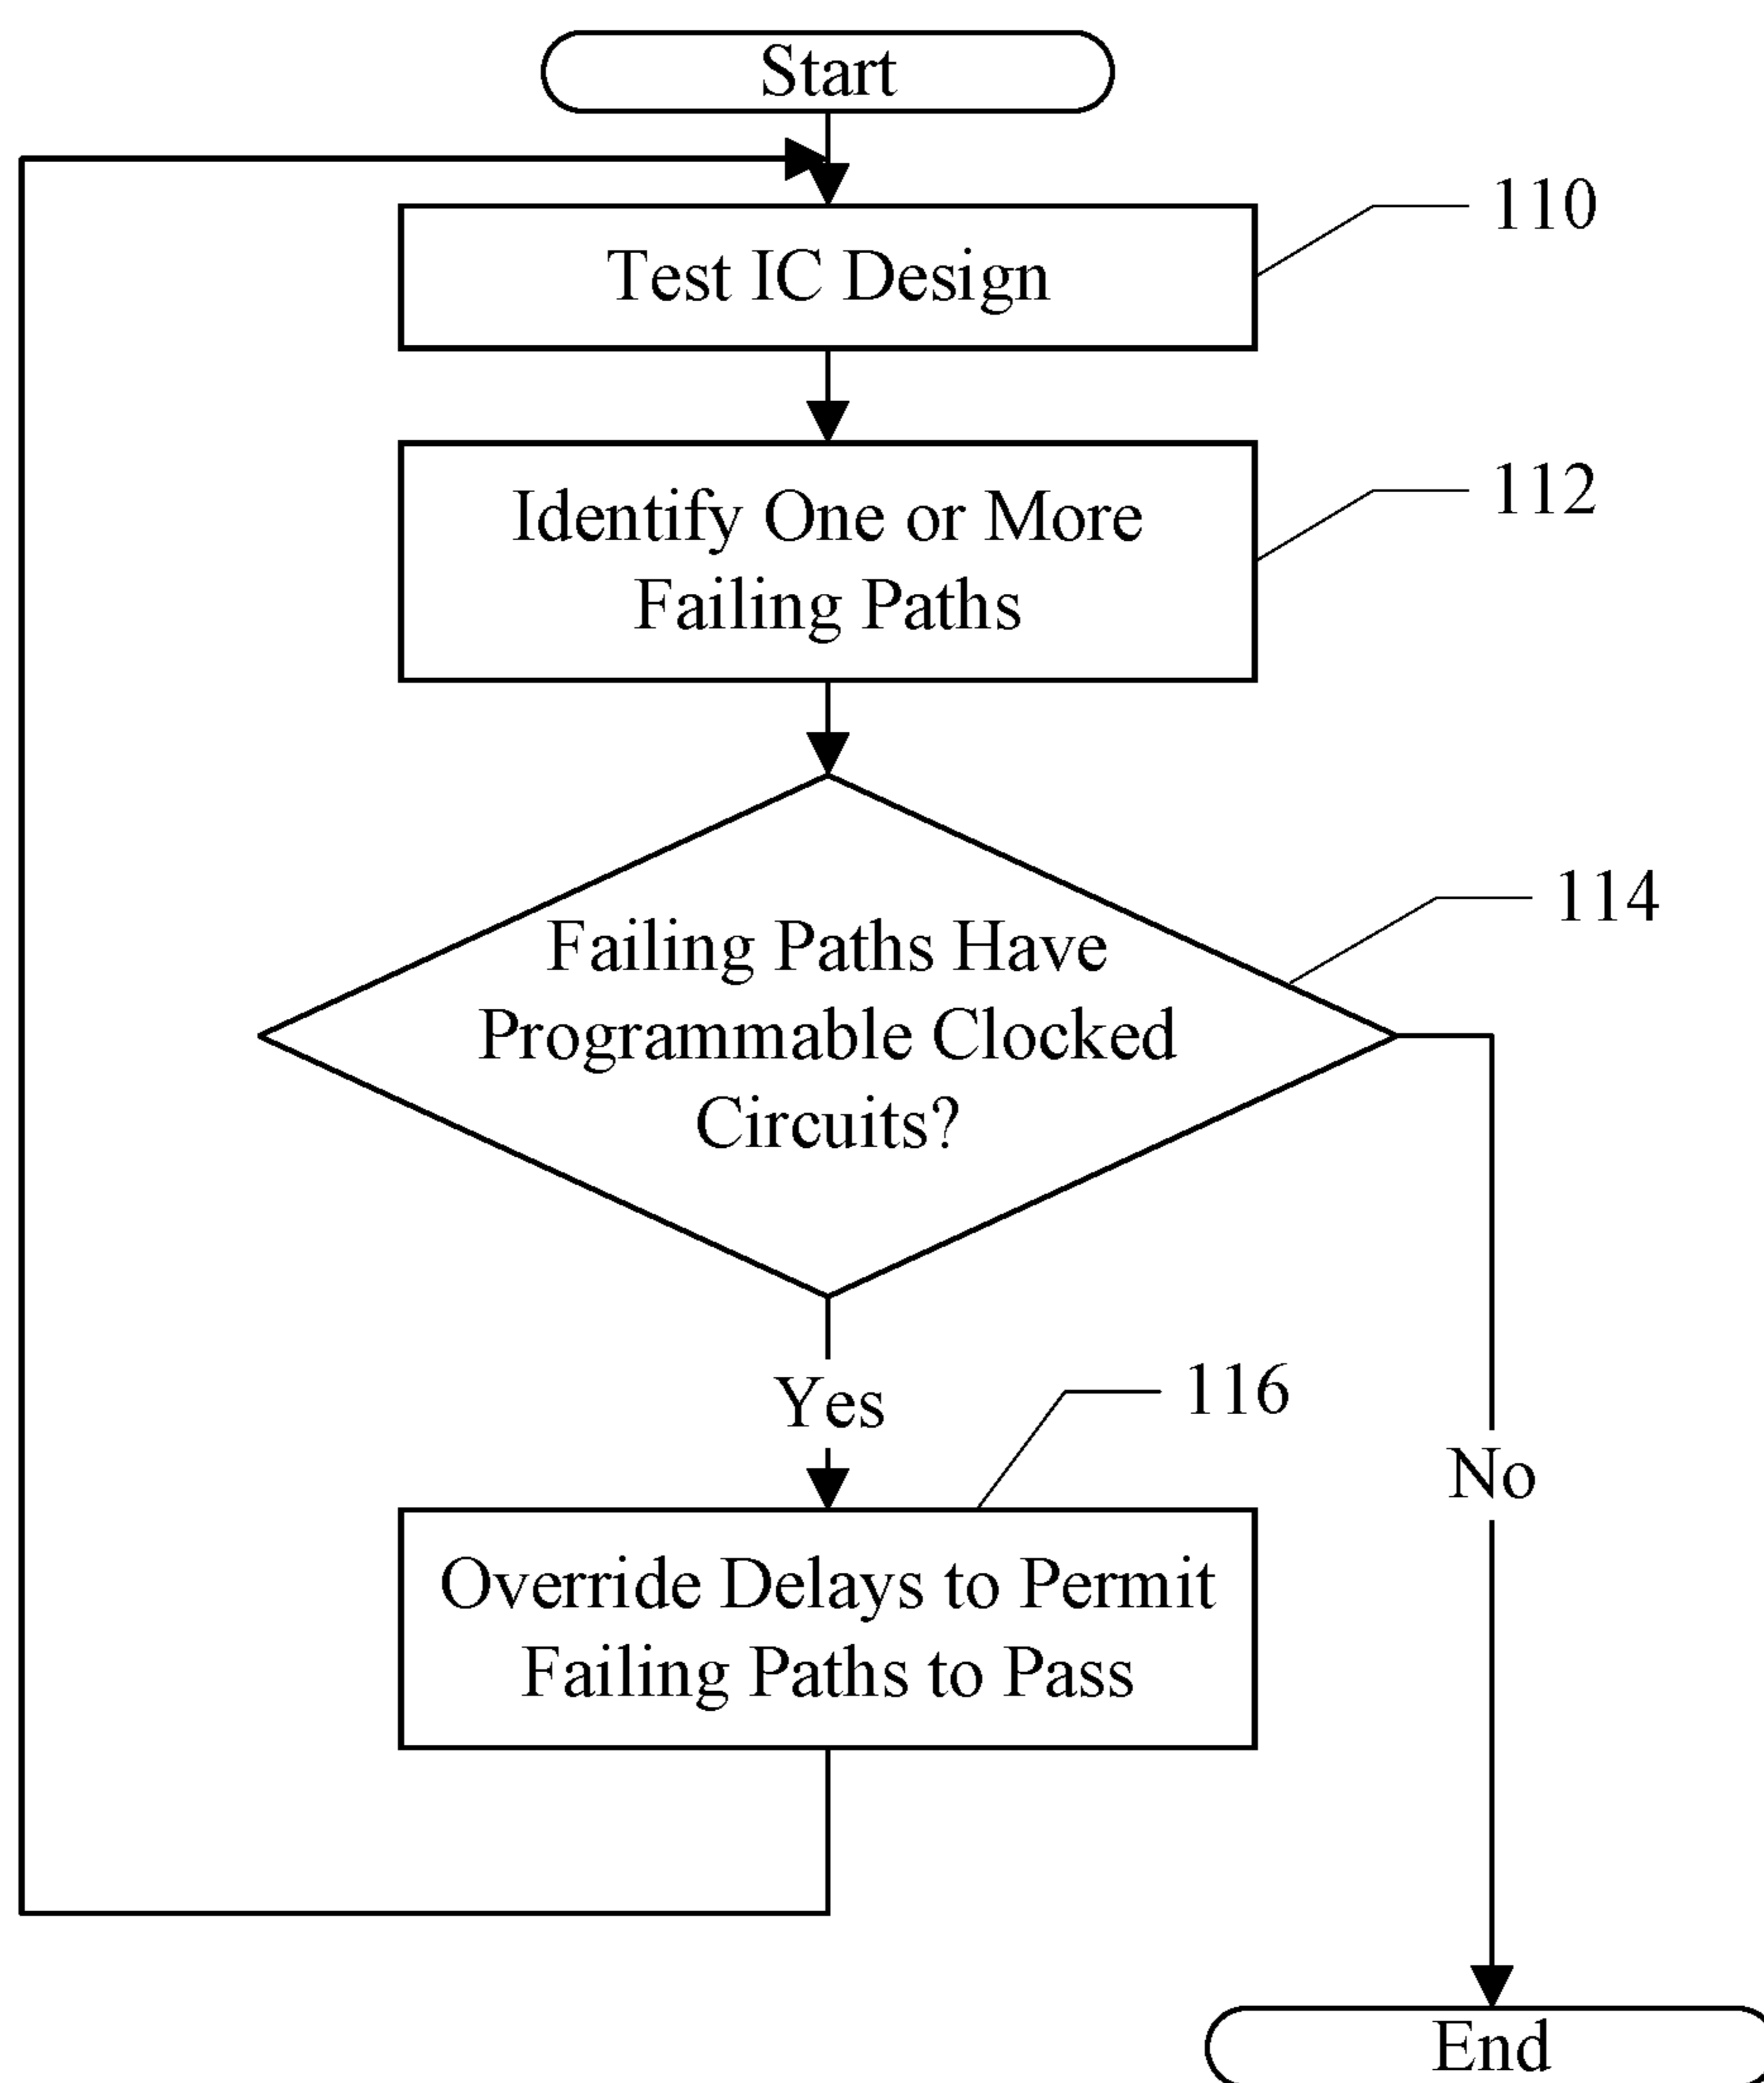 Start
110
Test IC Design
112
Identify One or More
Failing Paths
114
Failing Paths Have
Programmable Clocked
Circuits?
Yes
116
No
Override Delays to Permit
Failing Paths to Pass
End